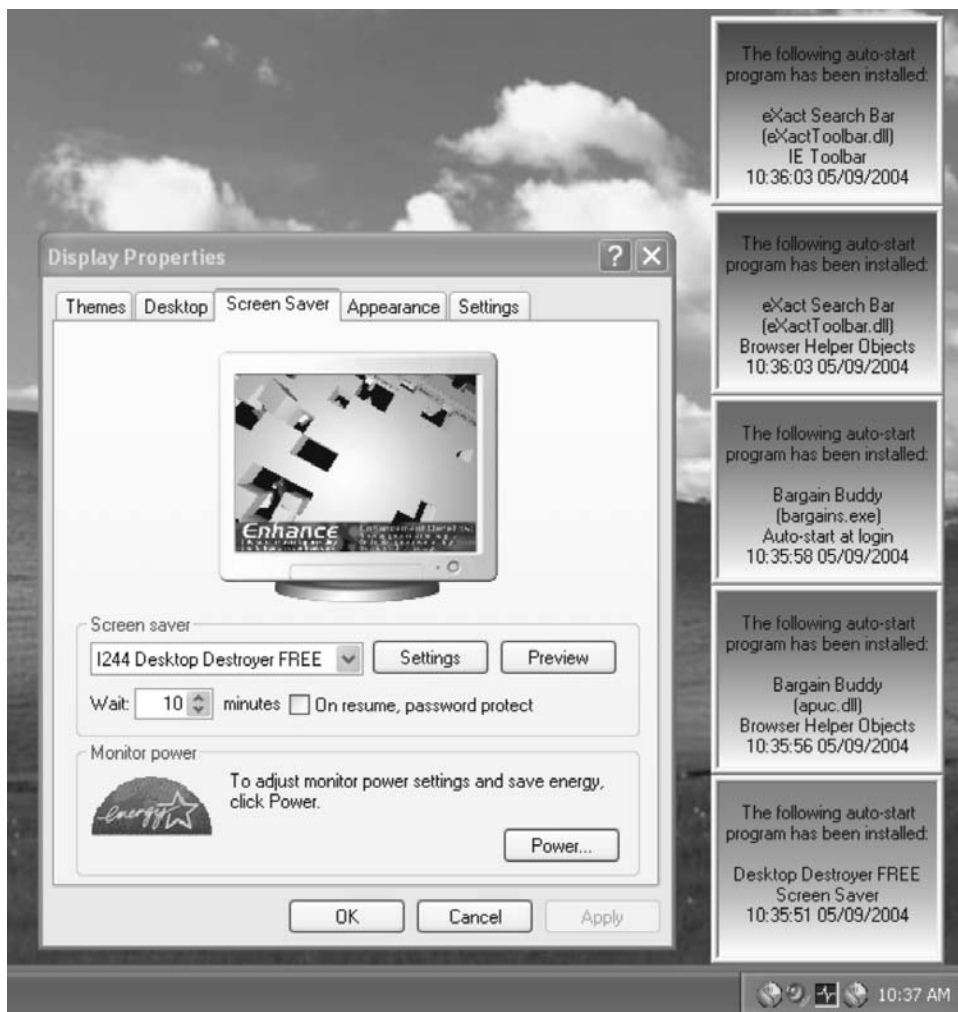 Display Properties
Themes Desktop Screen Saver Appearance Settings
Enhance
Screen saver
I244 Desktop Destroyer FREE Settings Preview
Wait: 10 minutes On resume, password protect
Monitor power
energy
To adjust monitor power settings and save energy,
click Power.
Power...
OK Cancel Apply
The following auto-start
program has been installed:
eXact Search Bar
(eXactToolbar.dll)
IE Toolbar
10:36:03 05/09/2004
The following auto-start
program has been installed:
eXact Search Bar
(eXactToolbar.dll)
Browser Helper Objects
10:36:03 05/09/2004
The following auto-start
program has been installed:
Bargain Buddy
(bargains.exe)
Auto-start at login
10:35:58 05/09/2004
The following auto-start
program has been installed:
Bargain Buddy
(apuc.dll)
Browser Helper Objects
10:35:56 05/09/2004
The following auto-start
program has been installed:
Desktop Destroyer FREE
Screen Saver
10:35:51 05/09/2004
10:37 AM